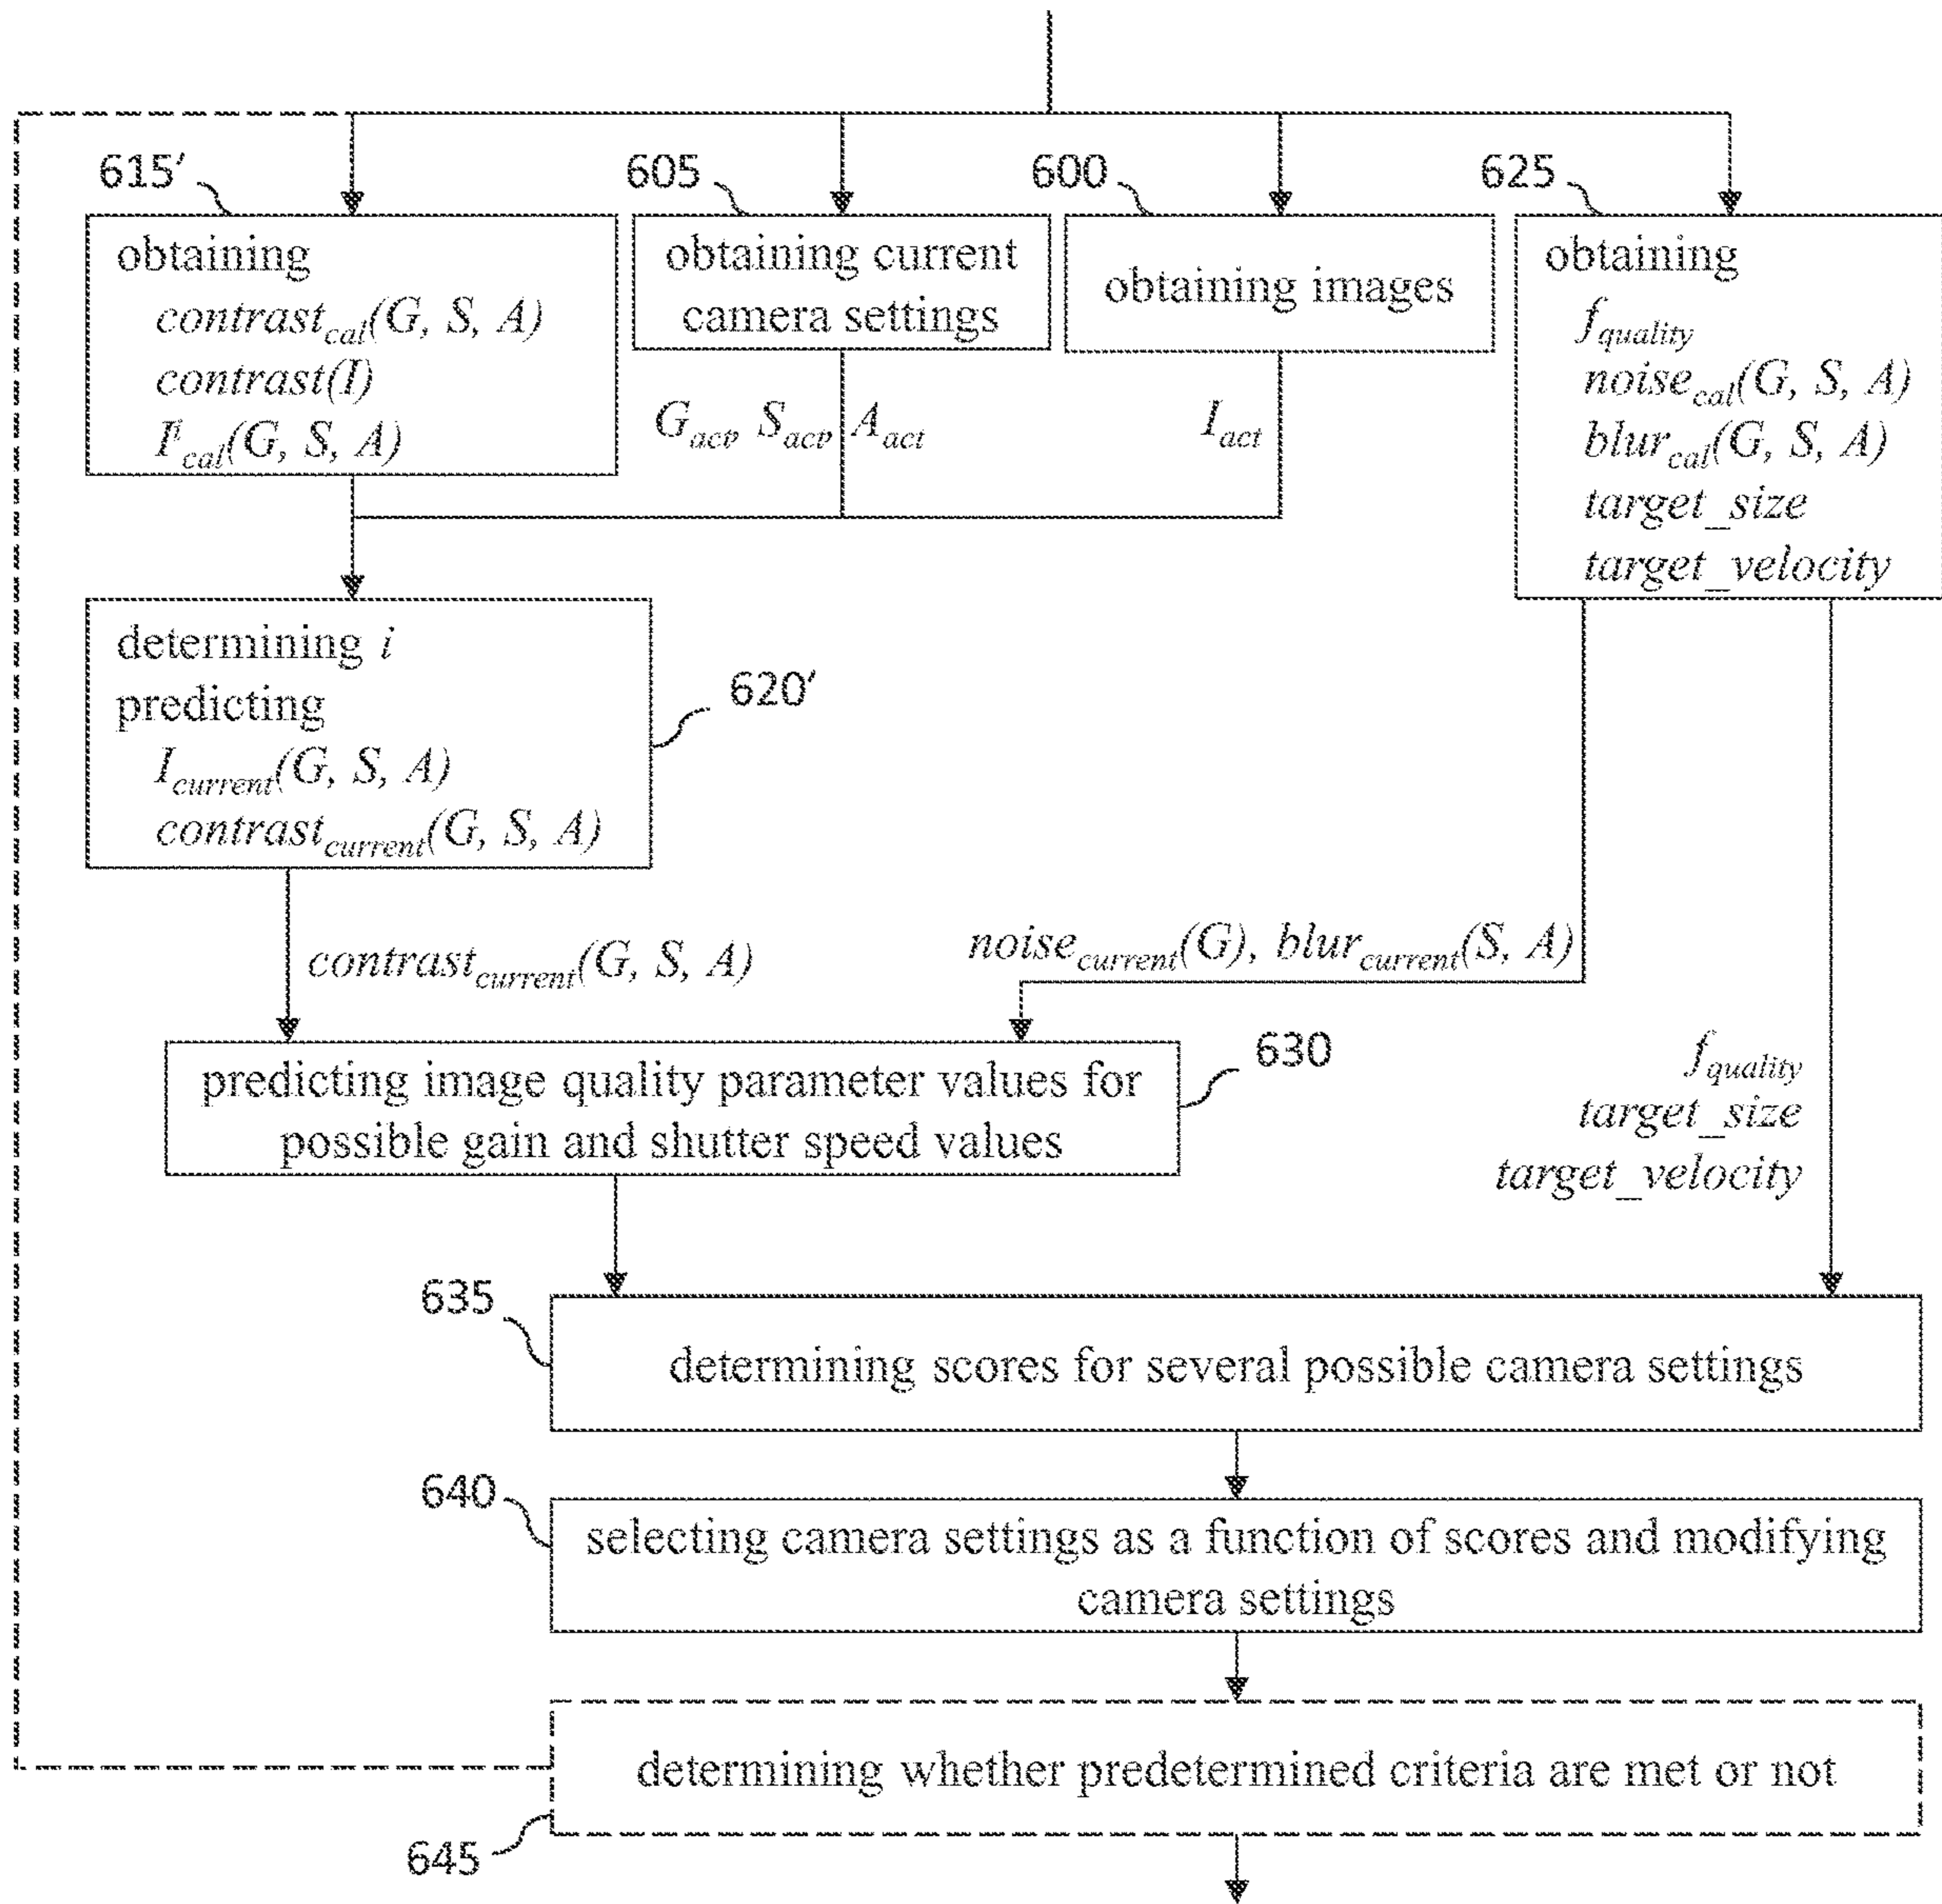 615'
605
600
625
obtaining
contrast_cal(G, S, A)
contrast(I)
I^i_cal(G, S, A)
obtaining current
camera settings
obtaining images
obtaining
f_quality
noise_cal(G, S, A)
blur_cal(G, S, A)
target_size
target_velocity
G_act, S_act, A_act
I_act
determining i
predicting
I_current(G, S, A)
contrast_current(G, S, A)
620'
contrast_current(G, S, A)
noise_current(G), blur_current(S, A)
predicting image quality parameter values for
possible gain and shutter speed values
630
f_quality
target_size
target_velocity
635
determining scores for several possible camera settings
640
selecting camera settings as a function of scores and modifying
camera settings
determining whether predetermined criteria are met or not
645